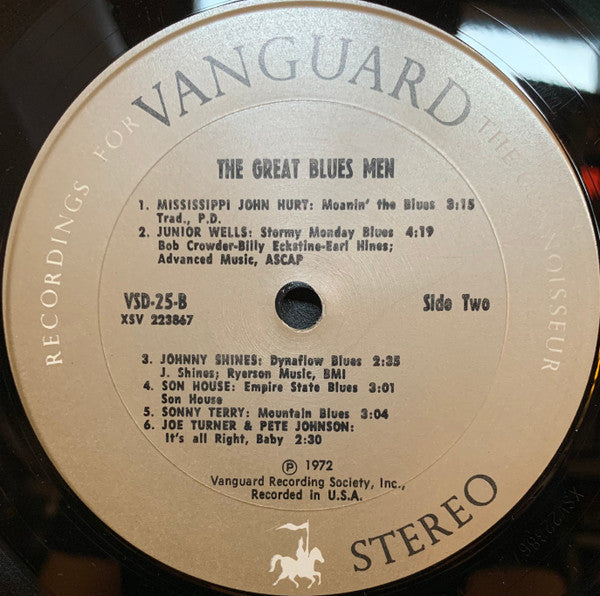 RECORDINGS FOR VANGUARD THE CONNOISSEUR
THE GREAT BLUES MEN
1. MISSISSIPPI JOHN HURT: Moanin' the Blues 3:15
Trad., P.D.
2. JUNIOR WELLS: Stormy Monday Blues 4:19
Bob Crowder-Billy Eckstine-Earl Hines;
Advanced Music, ASCAP
VSD-25-B
Side Two
XSV 223867
3. JOHNNY SHINES: Dynaflow Blues 2:35
J. Shines; Ryerson Music, BMI
4. SON HOUSE: Empire State Blues 3:01
Son House
5. SONNY TERRY: Mountain Blues 3:04
6. JOE TURNER & PETE JOHNSON:
It's all Right, Baby 2:30
℗ 1972
Vanguard Recording Society, Inc.,
Recorded in U.S.A.
STEREO